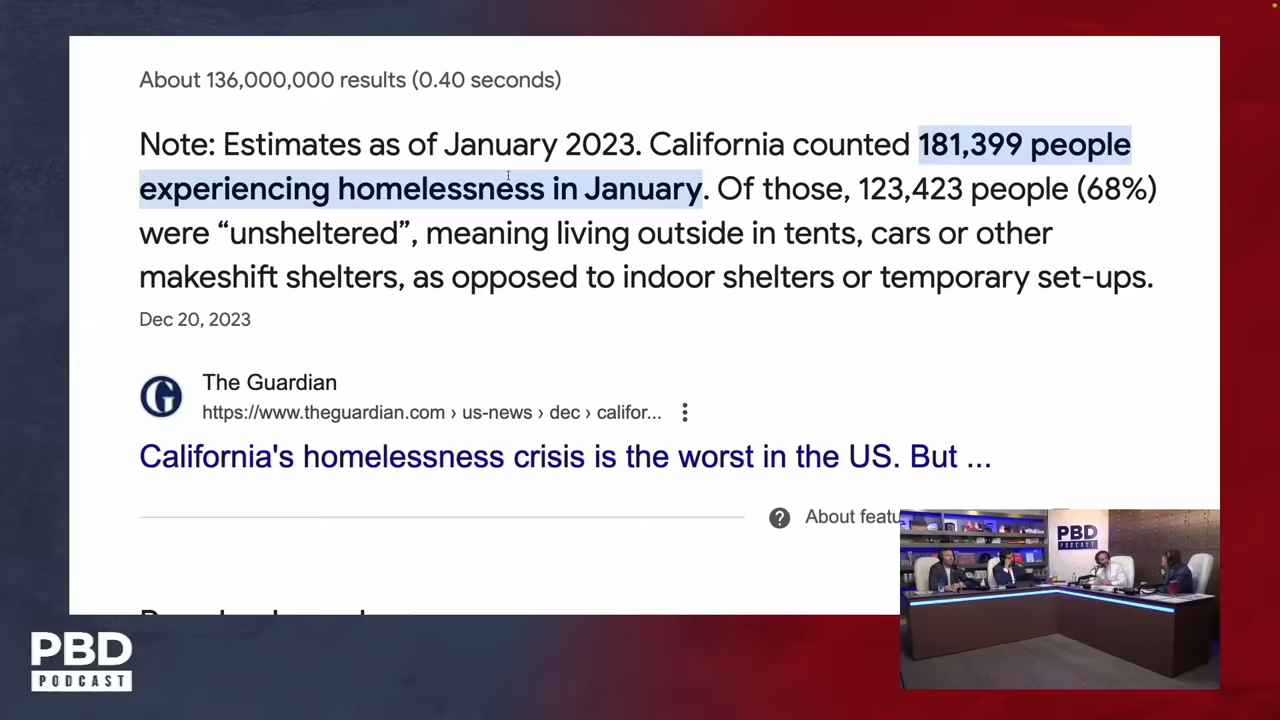 About 136,000,000 results (0.40 seconds)
Note: Estimates as of January 2023. California counted 181,399 people
experiencing homelessness in January. Of those, 123,423 people (68%)
were “unsheltered”, meaning living outside in tents, cars or other
makeshift shelters, as opposed to indoor shelters or temporary set-ups.
Dec 20, 2023
G
The Guardian
https://www.theguardian.com › us-news › dec › califor...
California's homelessness crisis is the worst in the US. But ...
? About featu
PBD
PODCAST
PBD
PODCAST